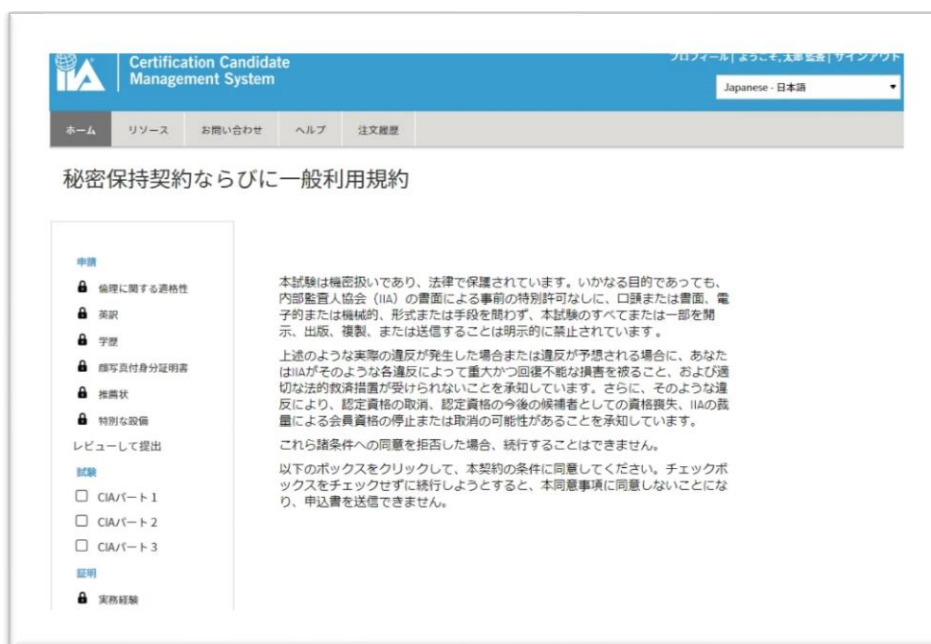 IIA
Certification Candidate
Management System
プロフィール | ようこそ, 太郎 監査 | サインアウト
Japanese - 日本語
ホーム
リソース
お問い合わせ
ヘルプ
注文履歴
秘密保持契約ならびに一般利用規約
申請
倫理に関する適格性
英訳
学歴
顔写真付身分証明書
推薦状
特別な設備
レビューして提出
試験
CIAパート 1
CIAパート 2
CIAパート 3
証明
実務経験
本試験は機密扱いであり、法律で保護されています。いかなる目的であっても、
内部監査人協会（IIA）の書面による事前の特別許可なしに、口頭または書面、電
子的または機械的、形式または手段を問わず、本試験のすべてまたは一部を開
示、出版、複製、または送信することは明示的に禁止されています。
上述のような実際の違反が発生した場合または違反が予想される場合に、あなた
はIIAがそのような各違反によって重大かつ回復不能な損害を被ること、および適
切な法的救済措置が受けられないことを承知しています。さらに、そのような違
反により、認定資格の取消、認定資格の今後の候補者としての資格喪失、IIAの裁
量による会員資格の停止または取消の可能性があることを承知しています。
これら諸条件への同意を拒否した場合、続行することはできません。
以下のボックスをクリックして、本契約の条件に同意してください。チェックボ
ックスをチェックせずに続行しようとすると、本同意事項に同意しないことにな
り、申込書を送信できません。